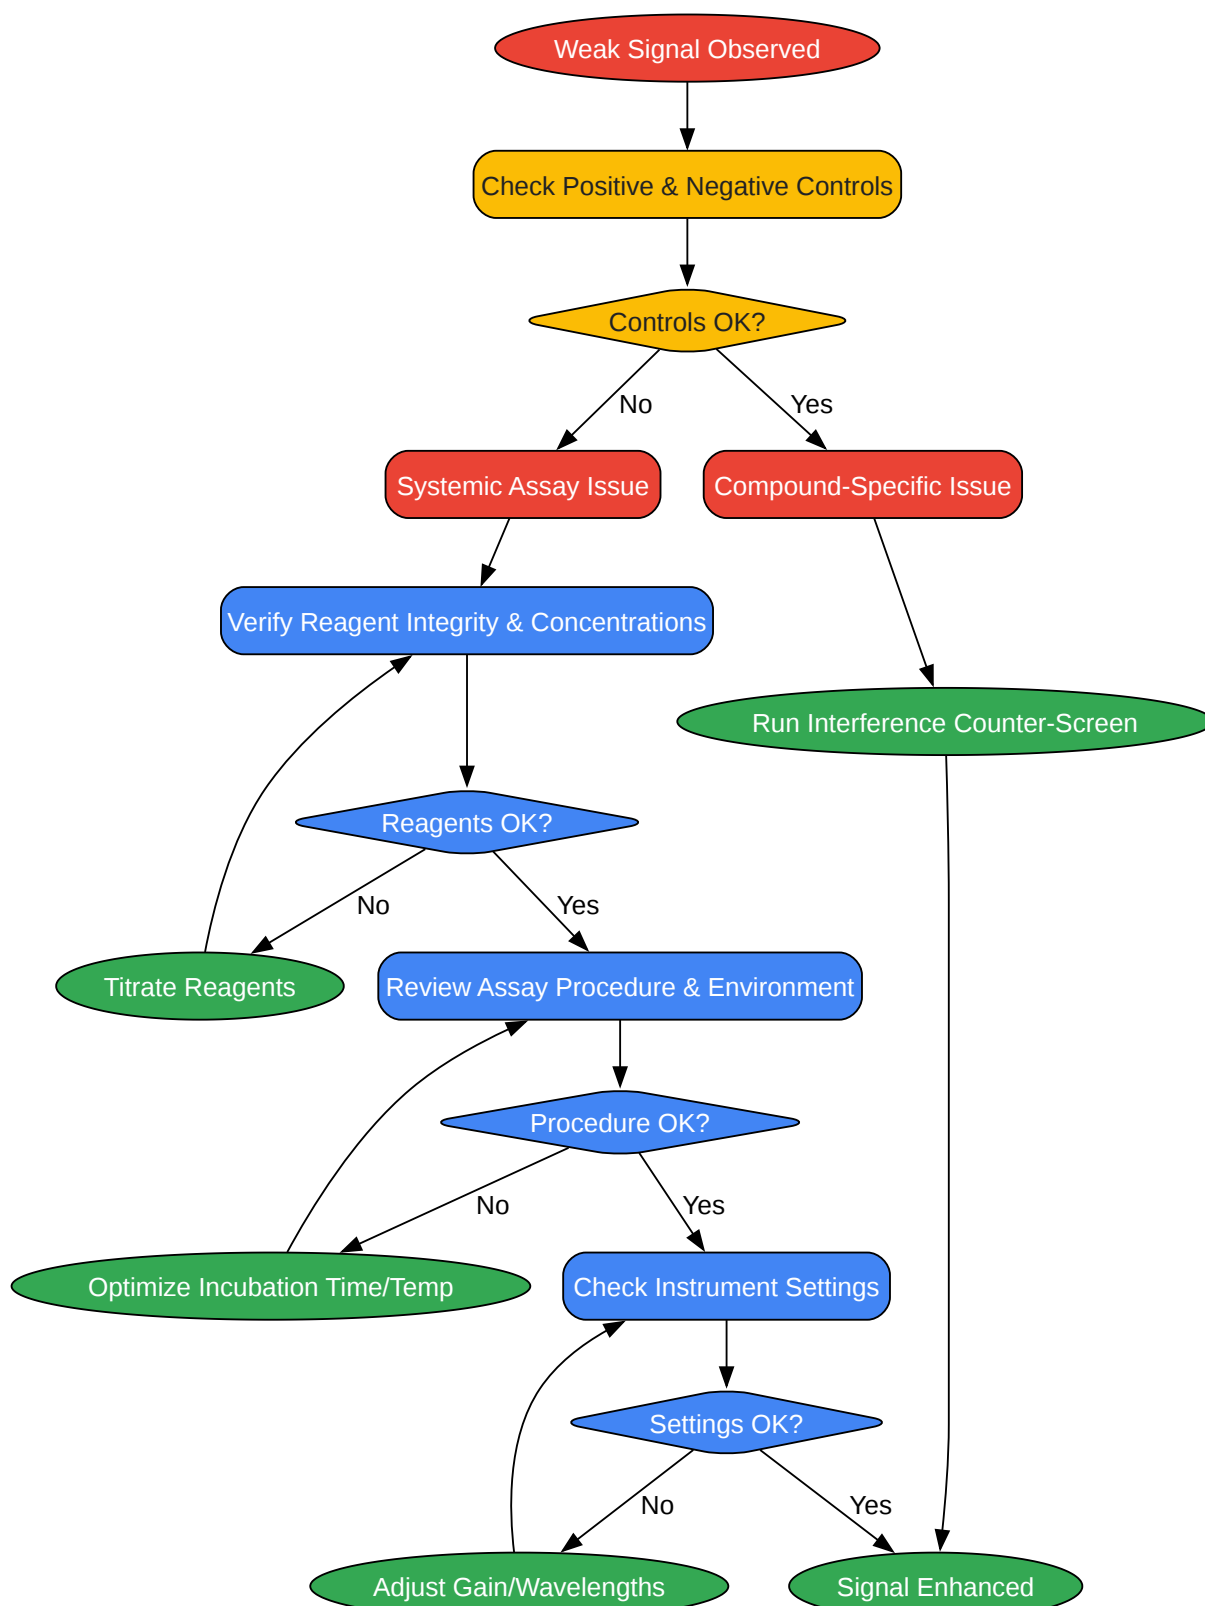 Weak Signal Observed
Check Positive & Negative Controls
Controls OK?
No
Yes
Systemic Assay Issue
Compound-Specific Issue
Verify Reagent Integrity & Concentrations
Run Interference Counter-Screen
Reagents OK?
No
Yes
Titrate Reagents
Review Assay Procedure & Environment
Procedure OK?
No
Yes
Optimize Incubation Time/Temp
Check Instrument Settings
Settings OK?
No
Yes
Adjust Gain/Wavelengths
Signal Enhanced